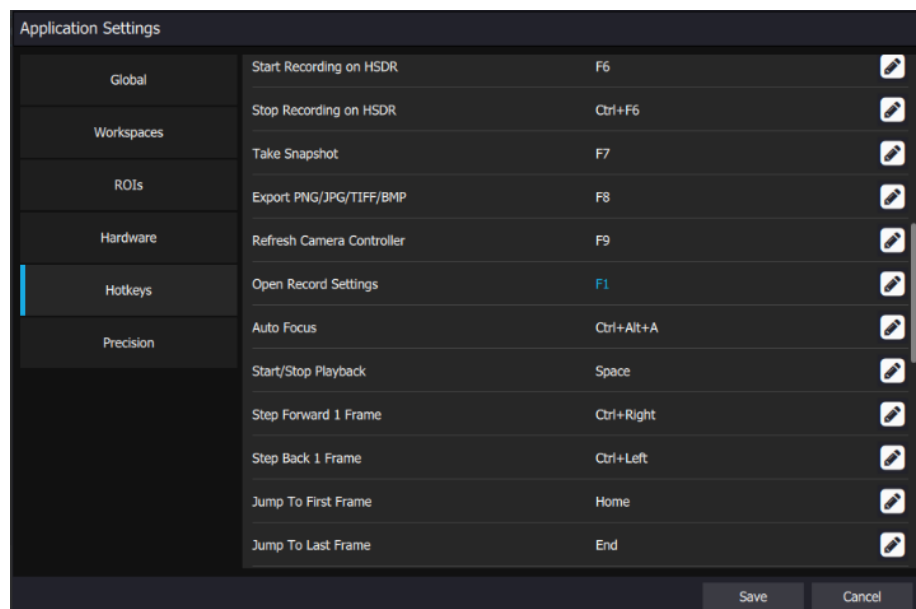 Application Settings
Global
Workspaces
ROIs
Hardware
Hotkeys
Precision
Start Recording on HSDR F6
Stop Recording on HSDR Ctrl+F6
Take Snapshot F7
Export PNG/JPG/TIFF/BMP F8
Refresh Camera Controller F9
Open Record Settings F1
Auto Focus Ctrl+Alt+A
Start/Stop Playback Space
Step Forward 1 Frame Ctrl+Right
Step Back 1 Frame Ctrl+Left
Jump To First Frame Home
Jump To Last Frame End
Save Cancel